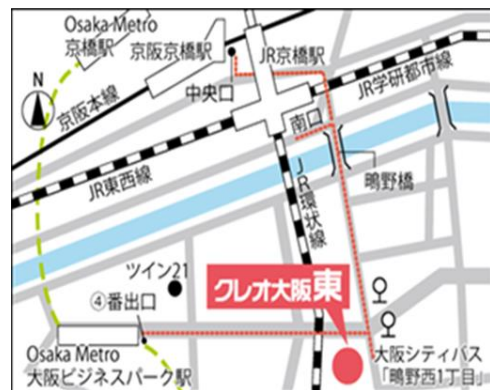 Osaka Metro
京橋駅
京阪京橋駅
JR京橋駅
中央口
N
京阪本線
JR学研都市線
南口
JR東西線
JR環状線
鴫野橋
ツイン21
クレオ大阪東
④番出口
Osaka Metro
大阪ビジネスパーク駅
大阪シティバス
「鴫野西1丁目」